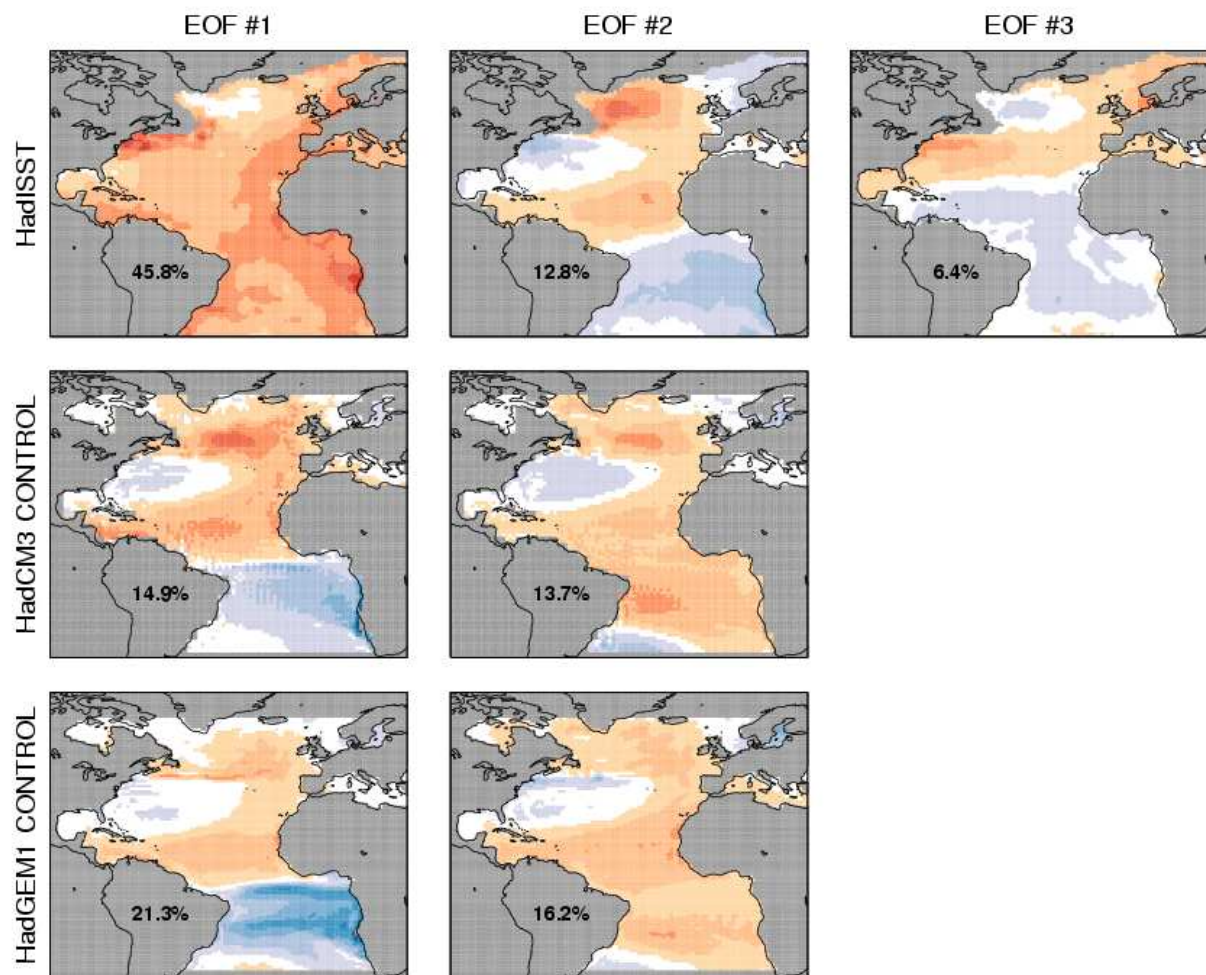 EOF #1
EOF #2
EOF #3
HadISST
45.8%
12.8%
6.4%
HadCM3 CONTROL
14.9%
13.7%
HadGEM1 CONTROL
21.3%
16.2%